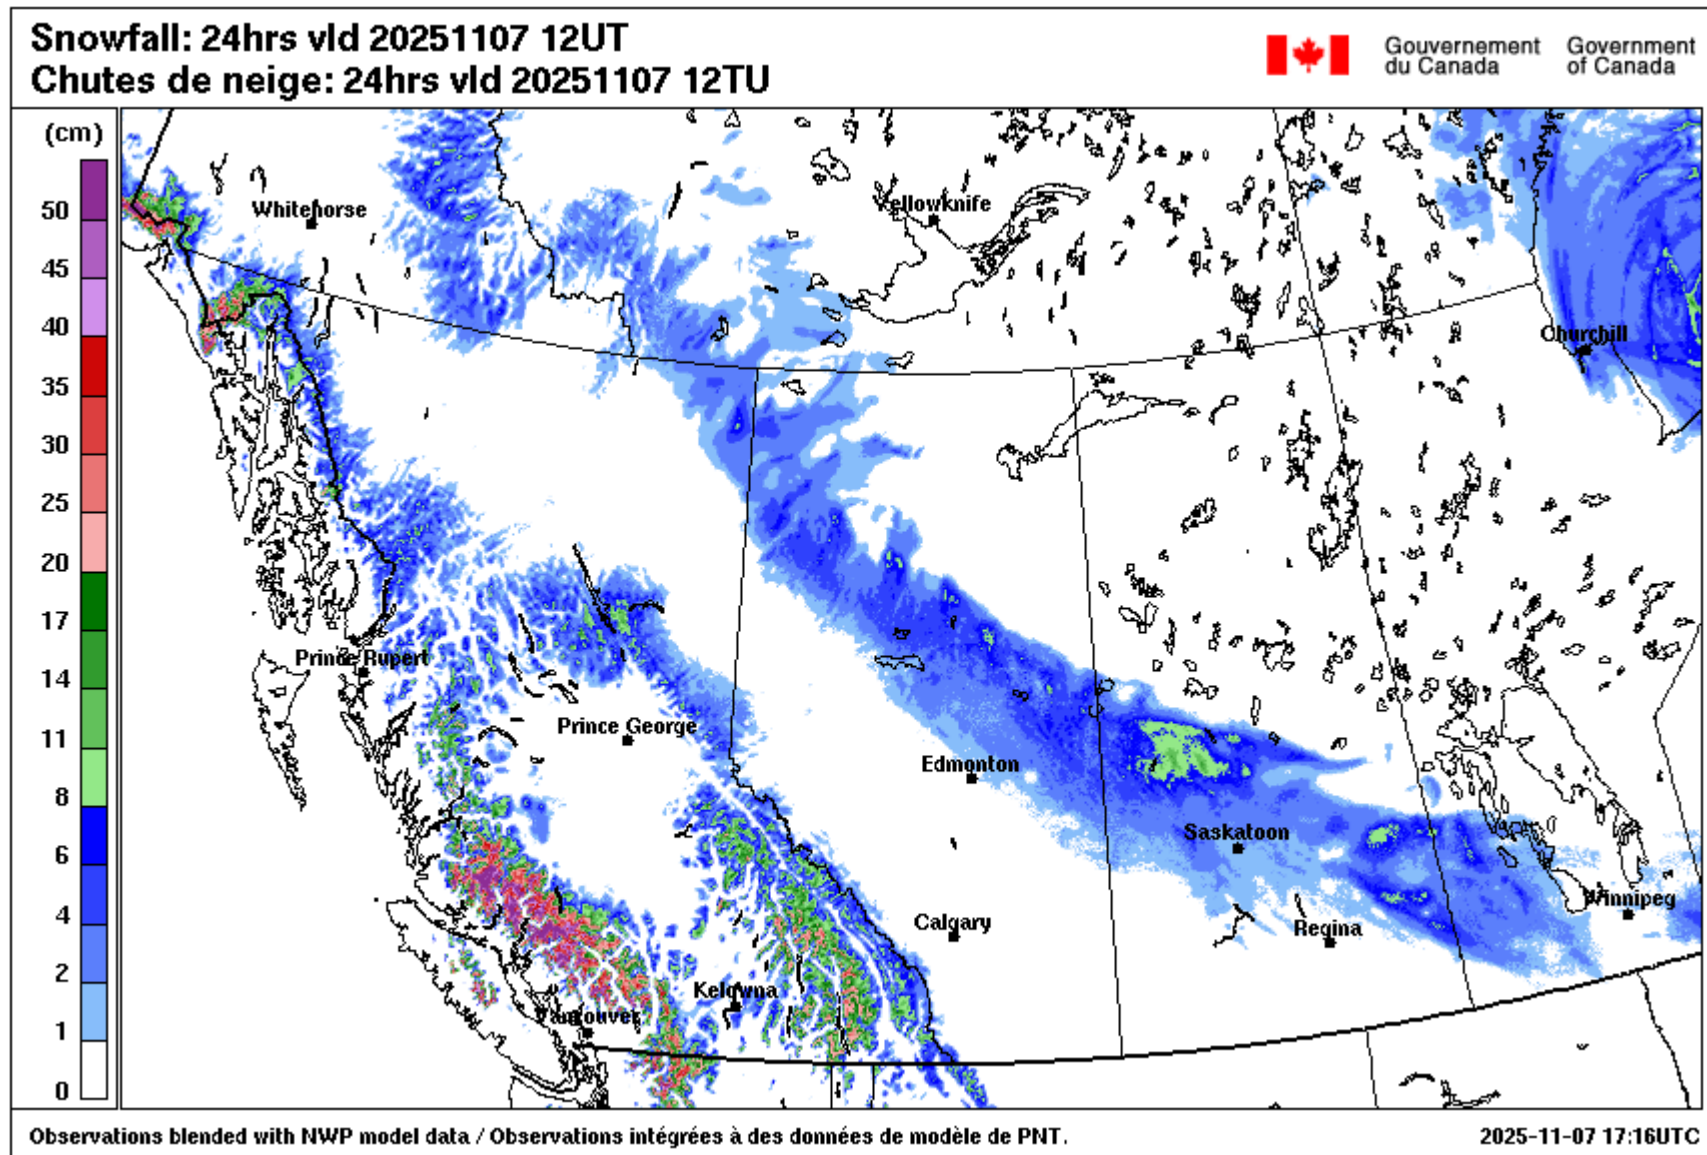 Snowfall: 24hrs vld 20251107 12UT
Chutes de neige: 24hrs vld 20251107 12TU
Gouvernement du Canada
Government of Canada
(cm)
50
45
40
35
30
25
20
17
14
11
8
6
4
2
1
0
Whitehorse
Yellowknife
Churchill
Prince Rupert
Prince George
Edmonton
Saskatoon
Winnipeg
Calgary
Regina
Kelowna
Vancouver
Observations blended with NWP model data / Observations intégrées à des données de modèle de PNT.
2025-11-07 17:16UTC